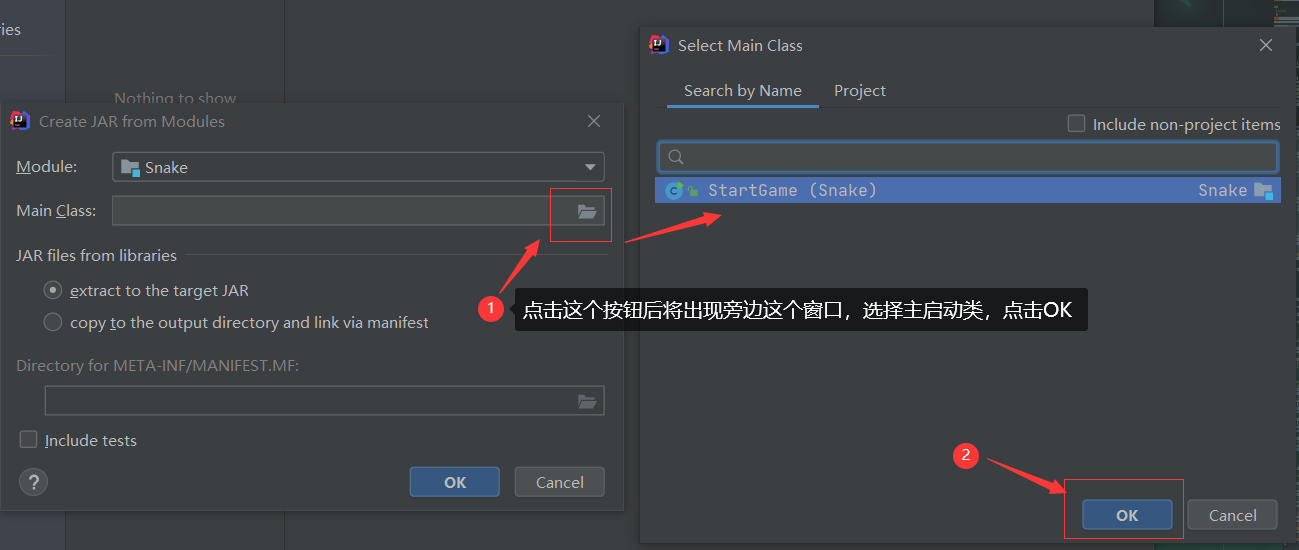 ies
Nothing to show
Create JAR from Modules
Module:
Snake
Main Class:
JAR files from libraries
extract to the target JAR
copy to the output directory and link via manifest
Directory for META-INF/MANIFEST.MF:
Include tests
?
OK
Cancel
1
点击这个按钮后将出现旁边这个窗口，选择主启动类，点击OK
Select Main Class
Search by Name
Project
Include non-project items
StartGame (Snake)
Snake
2
OK
Cancel